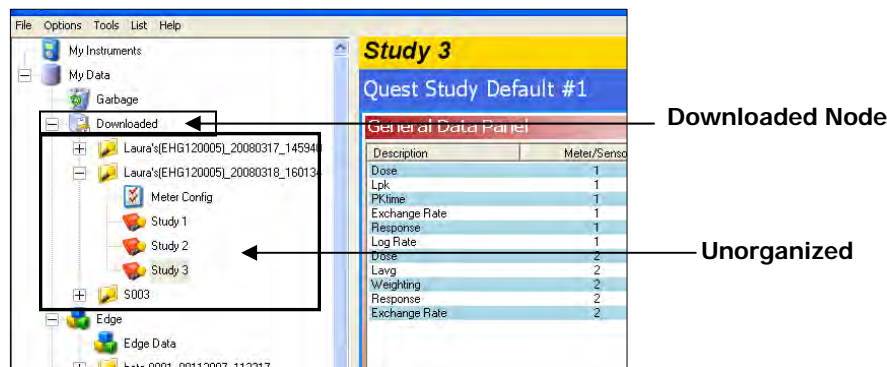 File Options Tools List Help
My Instruments
My Data
Garbage
Downloaded
Laura's(EHG120005)_20080317_145940
Laura's(EHG120005)_20080318_160134
Meter Config
Study 1
Study 2
Study 3
S003
Edge
Edge Data
Study 3
Quest Study Default #1
General Data Panel
Description Meter/Senso
Dose 1
Lpk 1
PKtime 1
Exchange Rate 1
Response 1
Log Rate 1
Dose 2
Lavg 2
Weighting 2
Response 2
Exchange Rate 2
Downloaded Node
Unorganized